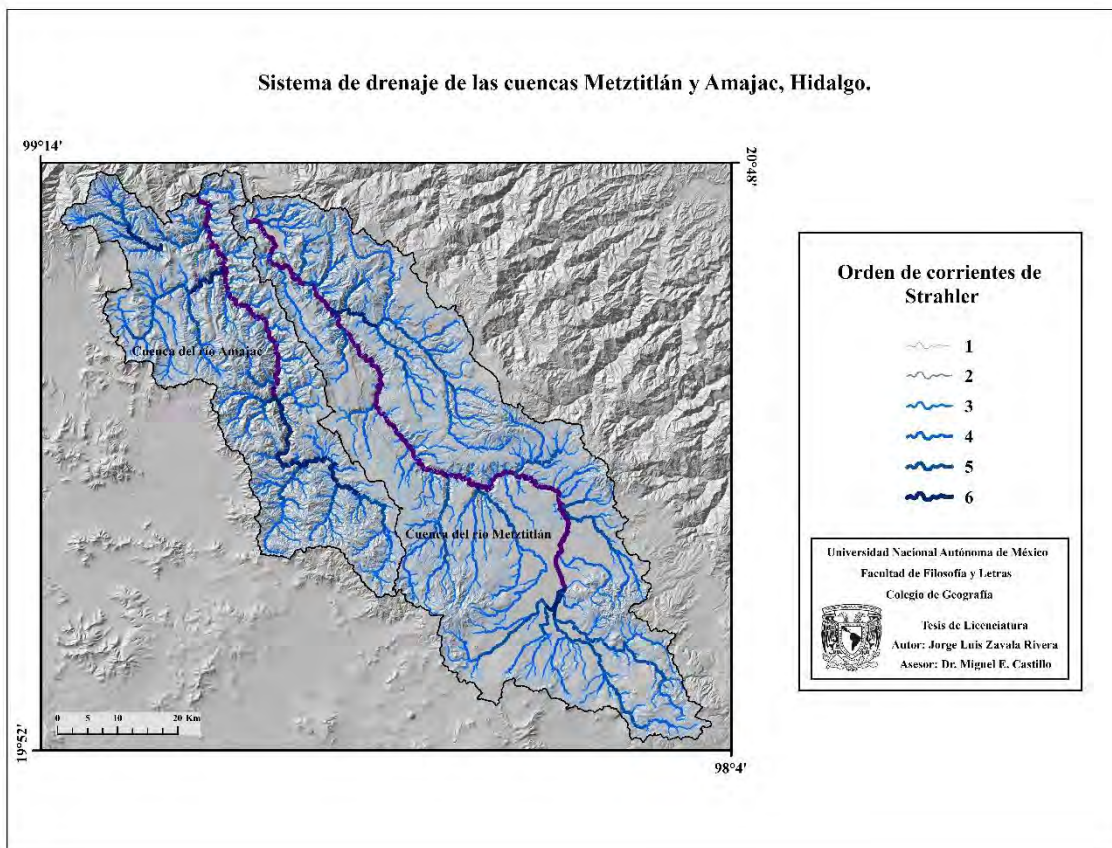 Sistema de drenaje de las cuencas Metztitlán y Amajac, Hidalgo.
99°14'
20°48'
Cuenca del río Amajac
Cuenca del río Metztitlán
0 5 10 20 Km
19°52'
98°4'
Orden de corrientes de
Strahler
1
2
3
4
5
6
Universidad Nacional Autónoma de México
Facultad de Filosofía y Letras
Colegio de Geografía
Tesis de Licenciatura
Autor: Jorge Luis Zavala Rivera
Asesor: Dr. Miguel E. Castillo